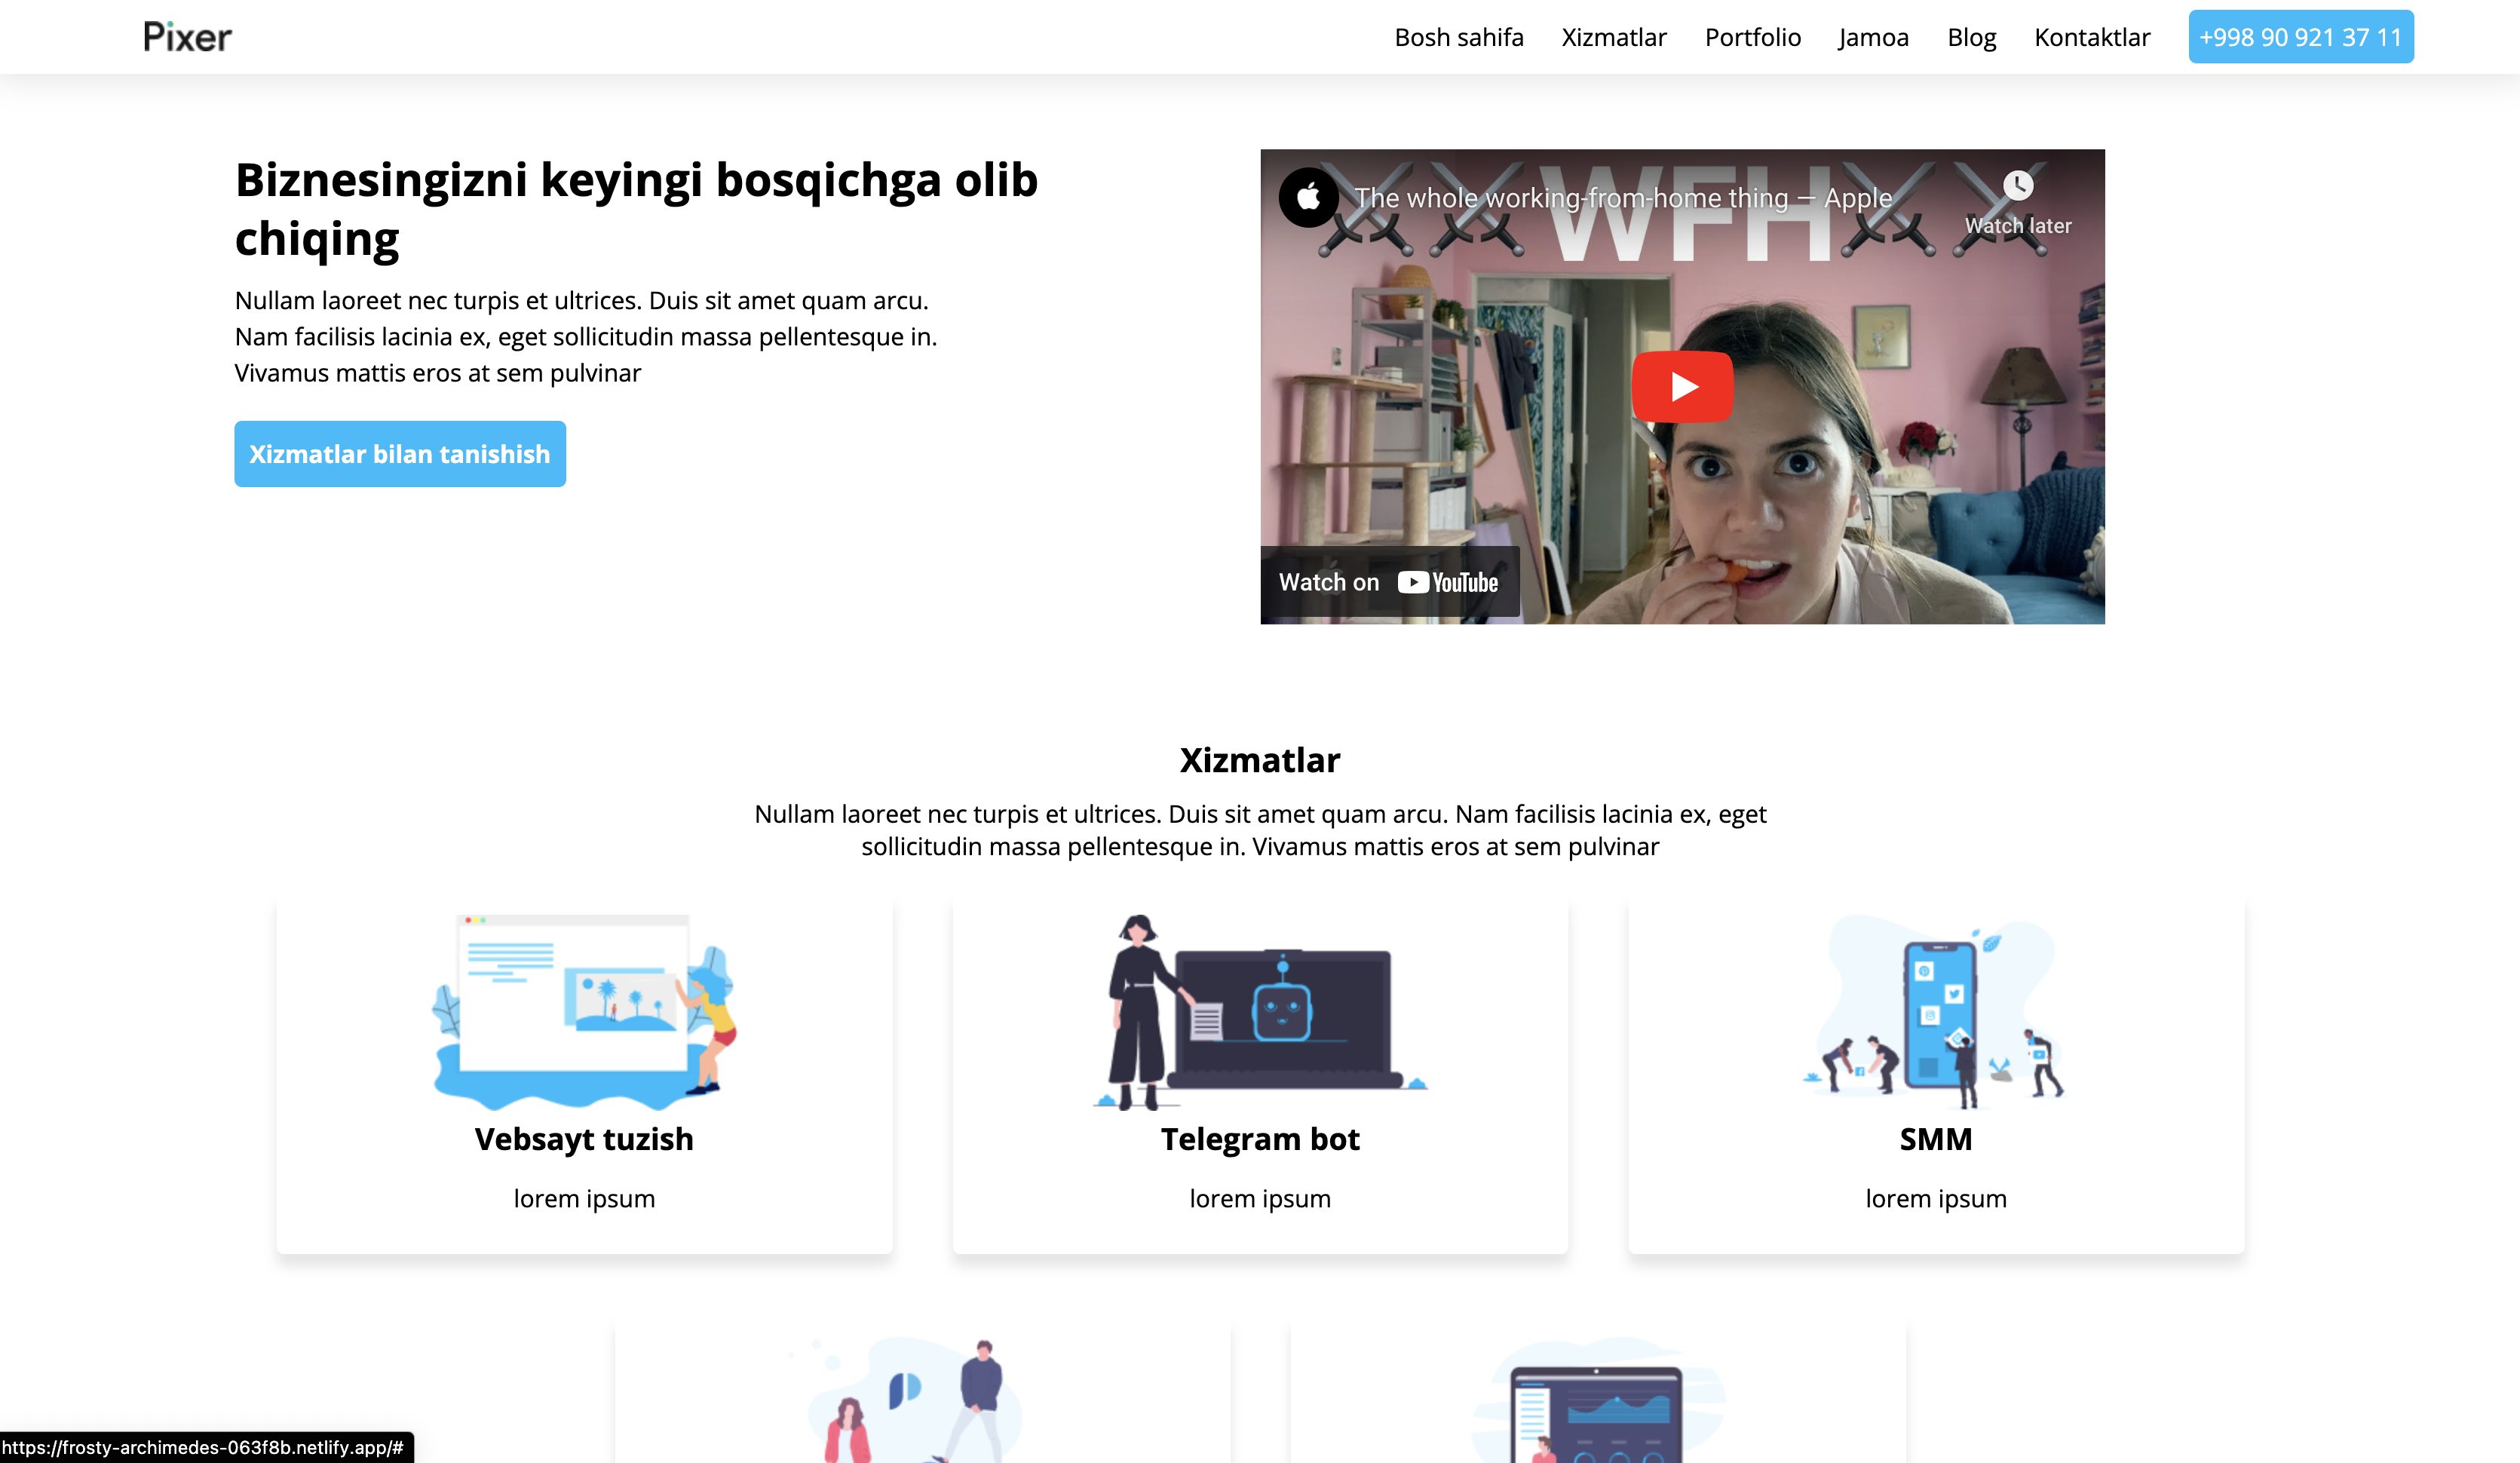 Pixer
Bosh sahifa Xizmatlar Portfolio Jamoa Blog Kontaktlar +998 90 921 37 11
Biznesingizni keyingi bosqichga olib
chiqing
Nullam laoreet nec turpis et ultrices. Duis sit amet quam arcu.
Nam facilisis lacinia ex, eget sollicitudin massa pellentesque in.
Vivamus mattis eros at sem pulvinar
Xizmatlar bilan tanishish
WFH
The whole working-from-home thing — Apple
Watch later
Watch on YouTube
Xizmatlar
Nullam laoreet nec turpis et ultrices. Duis sit amet quam arcu. Nam facilisis lacinia ex, eget
sollicitudin massa pellentesque in. Vivamus mattis eros at sem pulvinar
Vebsayt tuzish
lorem ipsum
Telegram bot
lorem ipsum
SMM
lorem ipsum
https://frosty-archimedes-063f8b.netlify.app/#